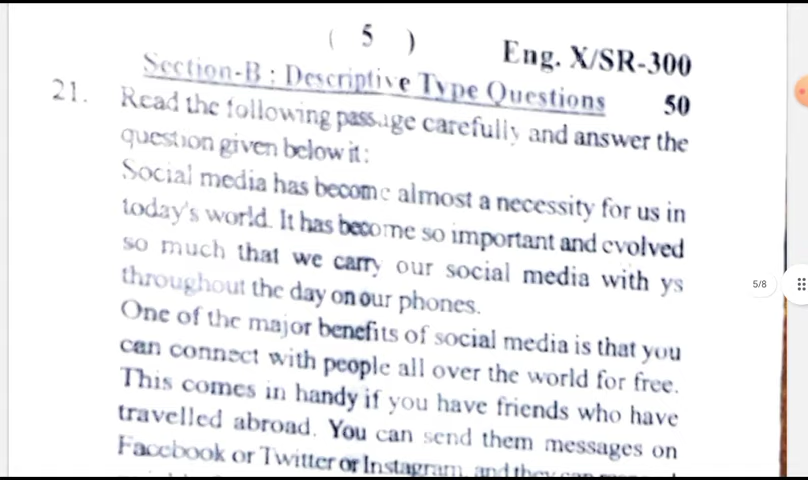 ( 5 )
Eng. X/SR-300
Section-B : Descriptive Type Questions 50
21. Read the following passage carefully and answer the
question given below it :
Social media has become almost a necessity for us in
today's world. It has become so important and evolved
so much that we carry our social media with ys
throughout the day on our phones.
One of the major benefits of social media is that you
can connect with people all over the world for free.
This comes in handy if you have friends who have
travelled abroad. You can send them messages on
Facebook or Twitter or Instagram, and they can
5/8